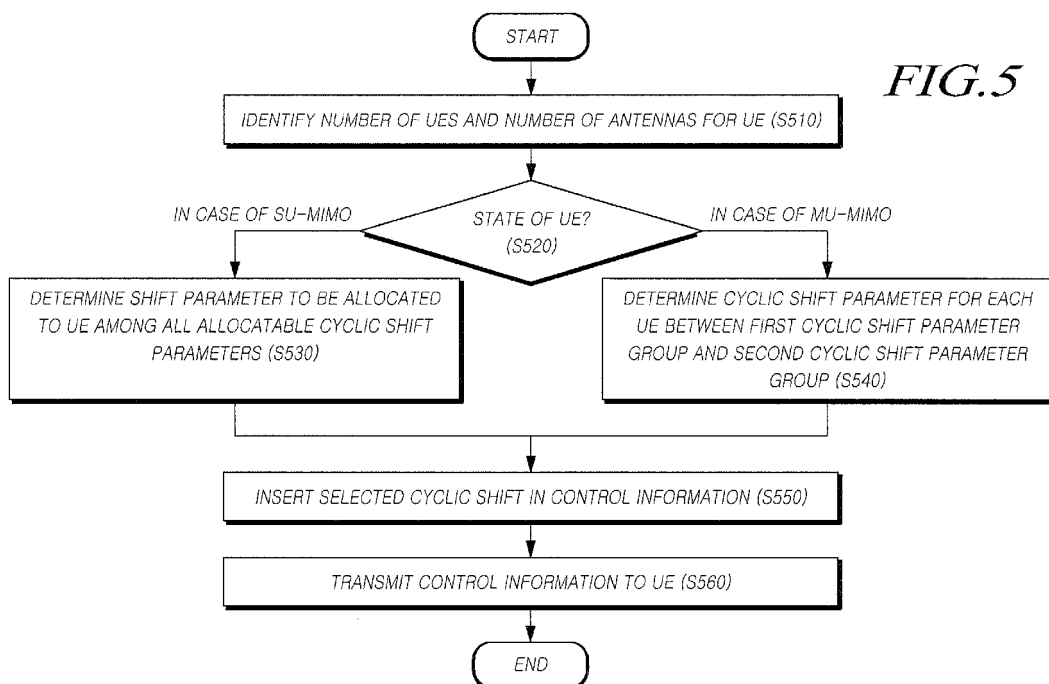 START
FIG.5
IDENTIFY NUMBER OF UES AND NUMBER OF ANTENNAS FOR UE (S510)
IN CASE OF SU-MIMO
STATE OF UE?
(S520)
IN CASE OF MU-MIMO
DETERMINE SHIFT PARAMETER TO BE ALLOCATED
TO UE AMONG ALL ALLOCATABLE CYCLIC SHIFT
PARAMETERS (S530)
DETERMINE CYCLIC SHIFT PARAMETER FOR EACH
UE BETWEEN FIRST CYCLIC SHIFT PARAMETER
GROUP AND SECOND CYCLIC SHIFT PARAMETER
GROUP (S540)
INSERT SELECTED CYCLIC SHIFT IN CONTROL INFORMATION (S550)
TRANSMIT CONTROL INFORMATION TO UE (S560)
END